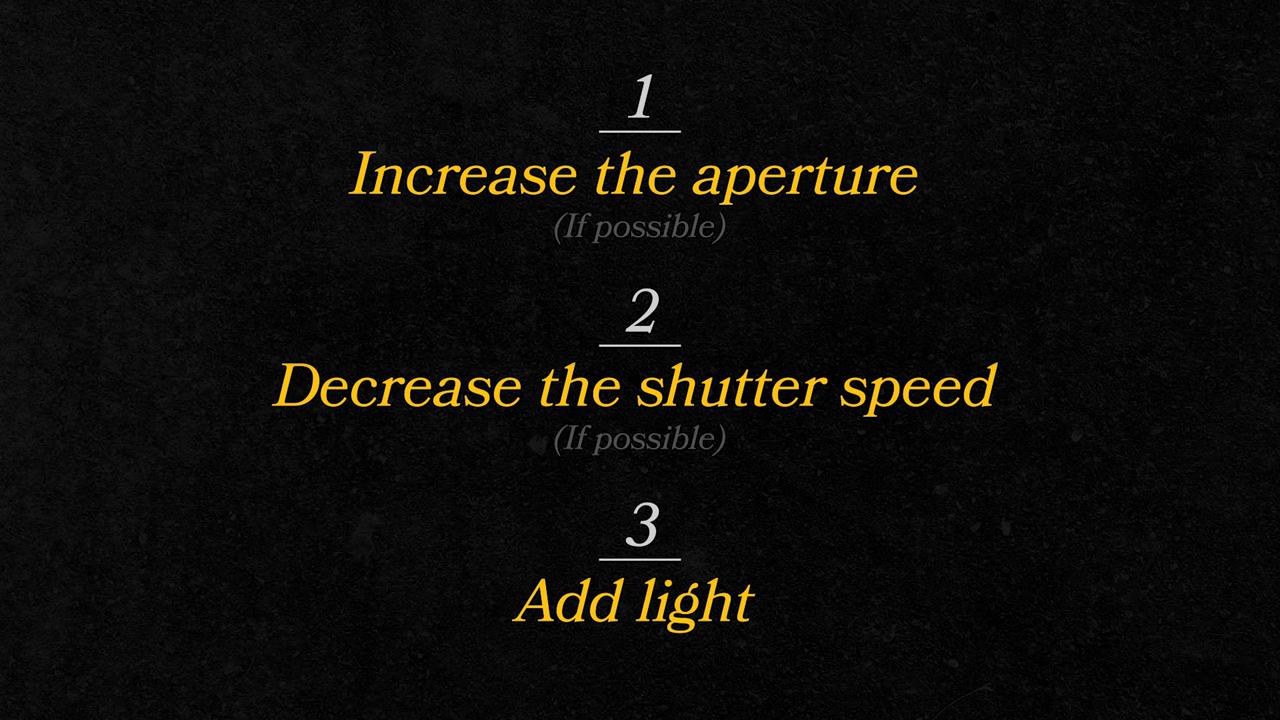 1
Increase the aperture
(If possible)
2
Decrease the shutter speed
(If possible)
3
Add light